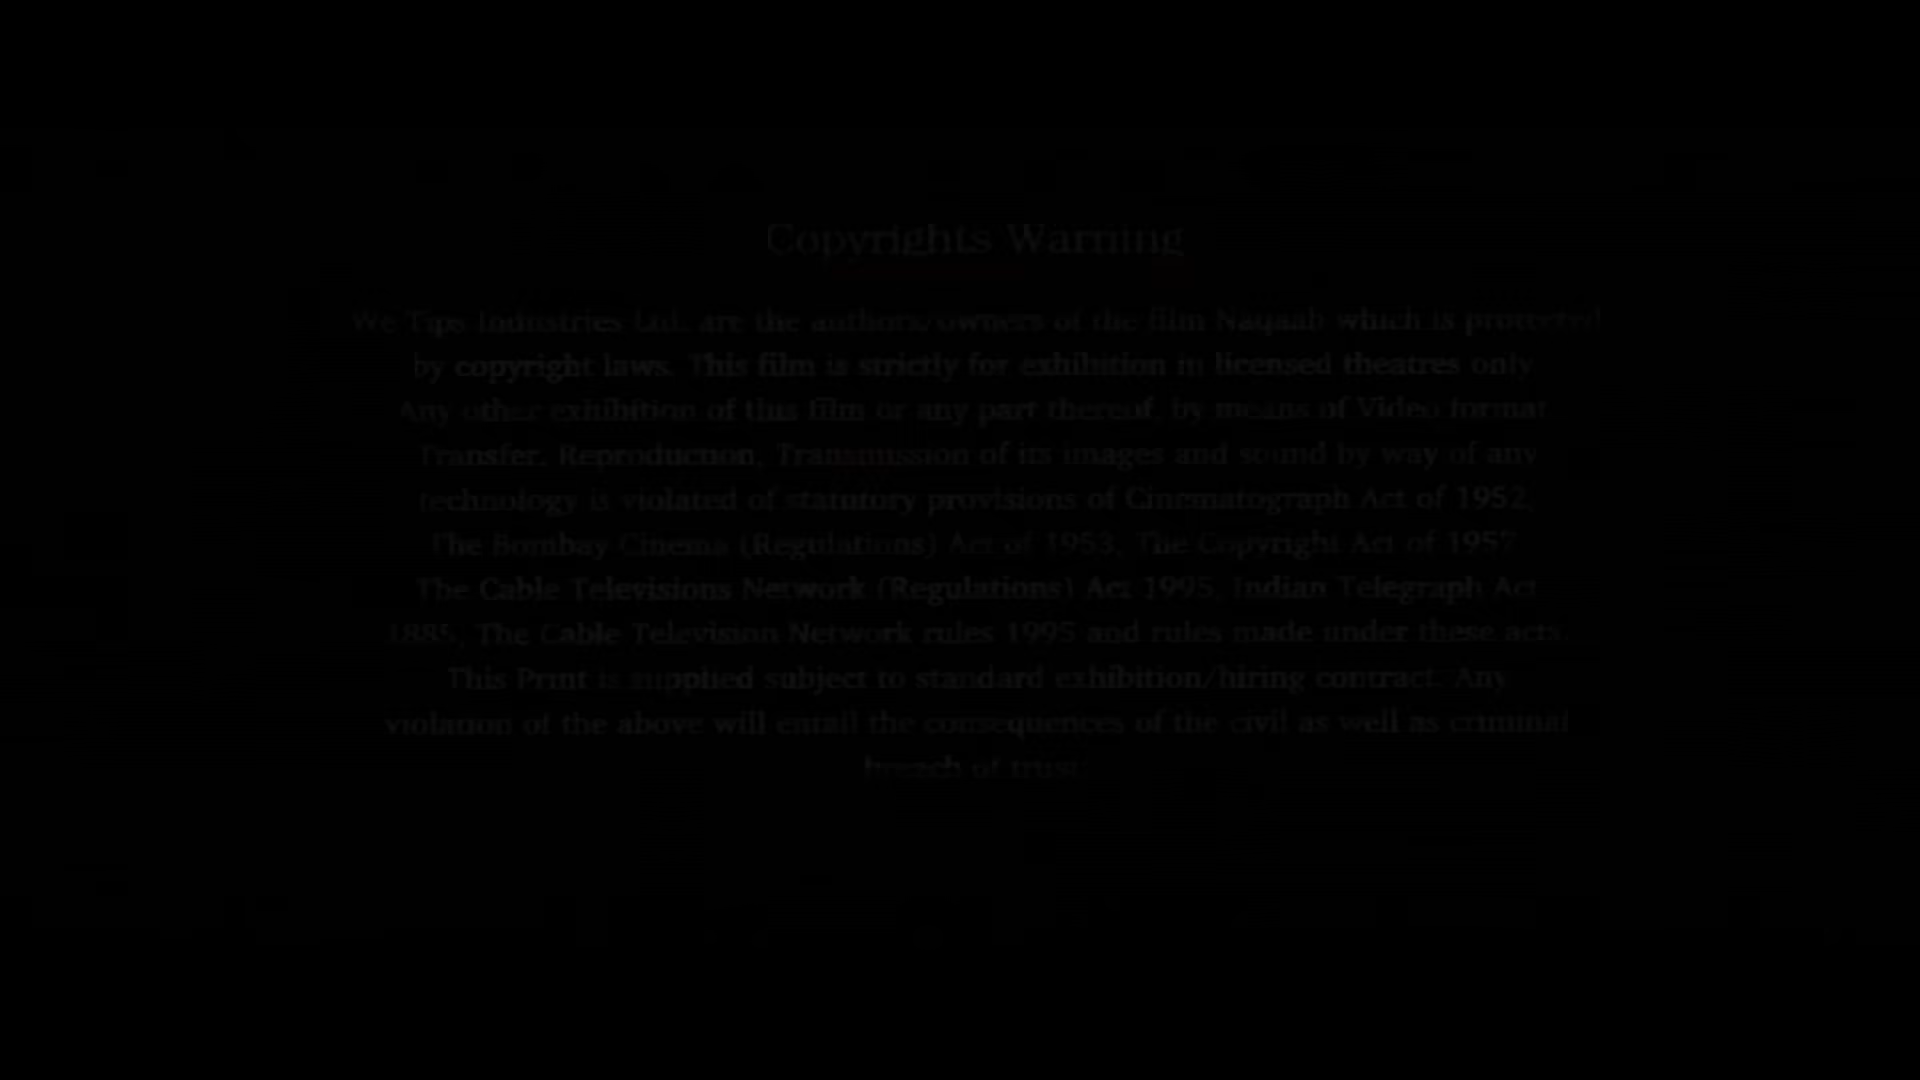 Copyrights Warning
We Tips Industries Ltd. are the authors/owners of the film Naqaab which is protected
by copyright laws. This film is strictly for exhibition in licensed theatres only
Any other exhibition of this film or any part thereof, by means of Video format
Transfer, Reproduction, Transmission of its images and sound by way of any
technology is violated of statutory provisions of Cinematograph Act of 1952,
The Bombay Cinema (Regulations) Act of 1953, The Copyright Act of 1957
The Cable Televisions Network (Regulations) Act 1995, Indian Telegraph Act
1885, The Cable Television Network rules 1995 and rules made under these acts.
This Print is supplied subject to standard exhibition/hiring contract. Any
violation of the above will entail the consequences of the civil as well as criminal
breach of trust.